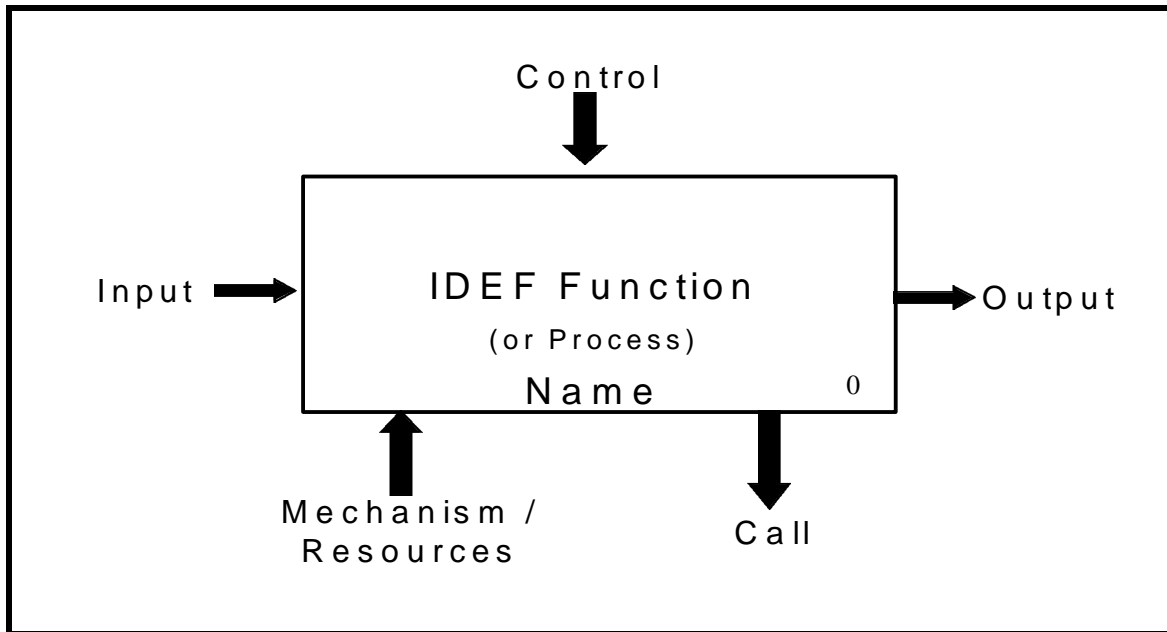 Control
Input
IDEF Function
Output
(or Process)
Name
0
Mechanism /
Resources
Call